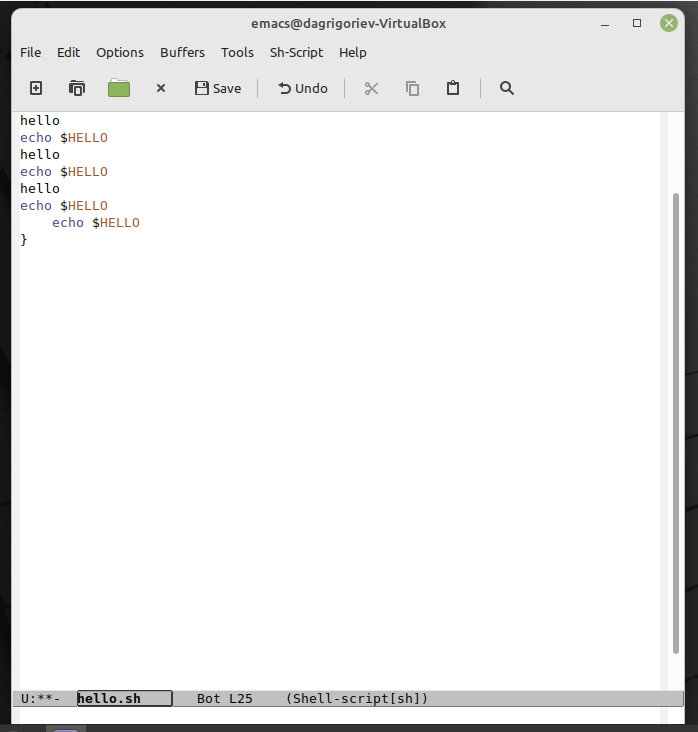 emacs@dagrigoriev-VirtualBox
File Edit Options Buffers Tools Sh-Script Help
Save Undo
hello
echo $HELLO
hello
echo $HELLO
hello
echo $HELLO
    echo $HELLO
}
U:**- hello.sh Bot L25 (Shell-script[sh])